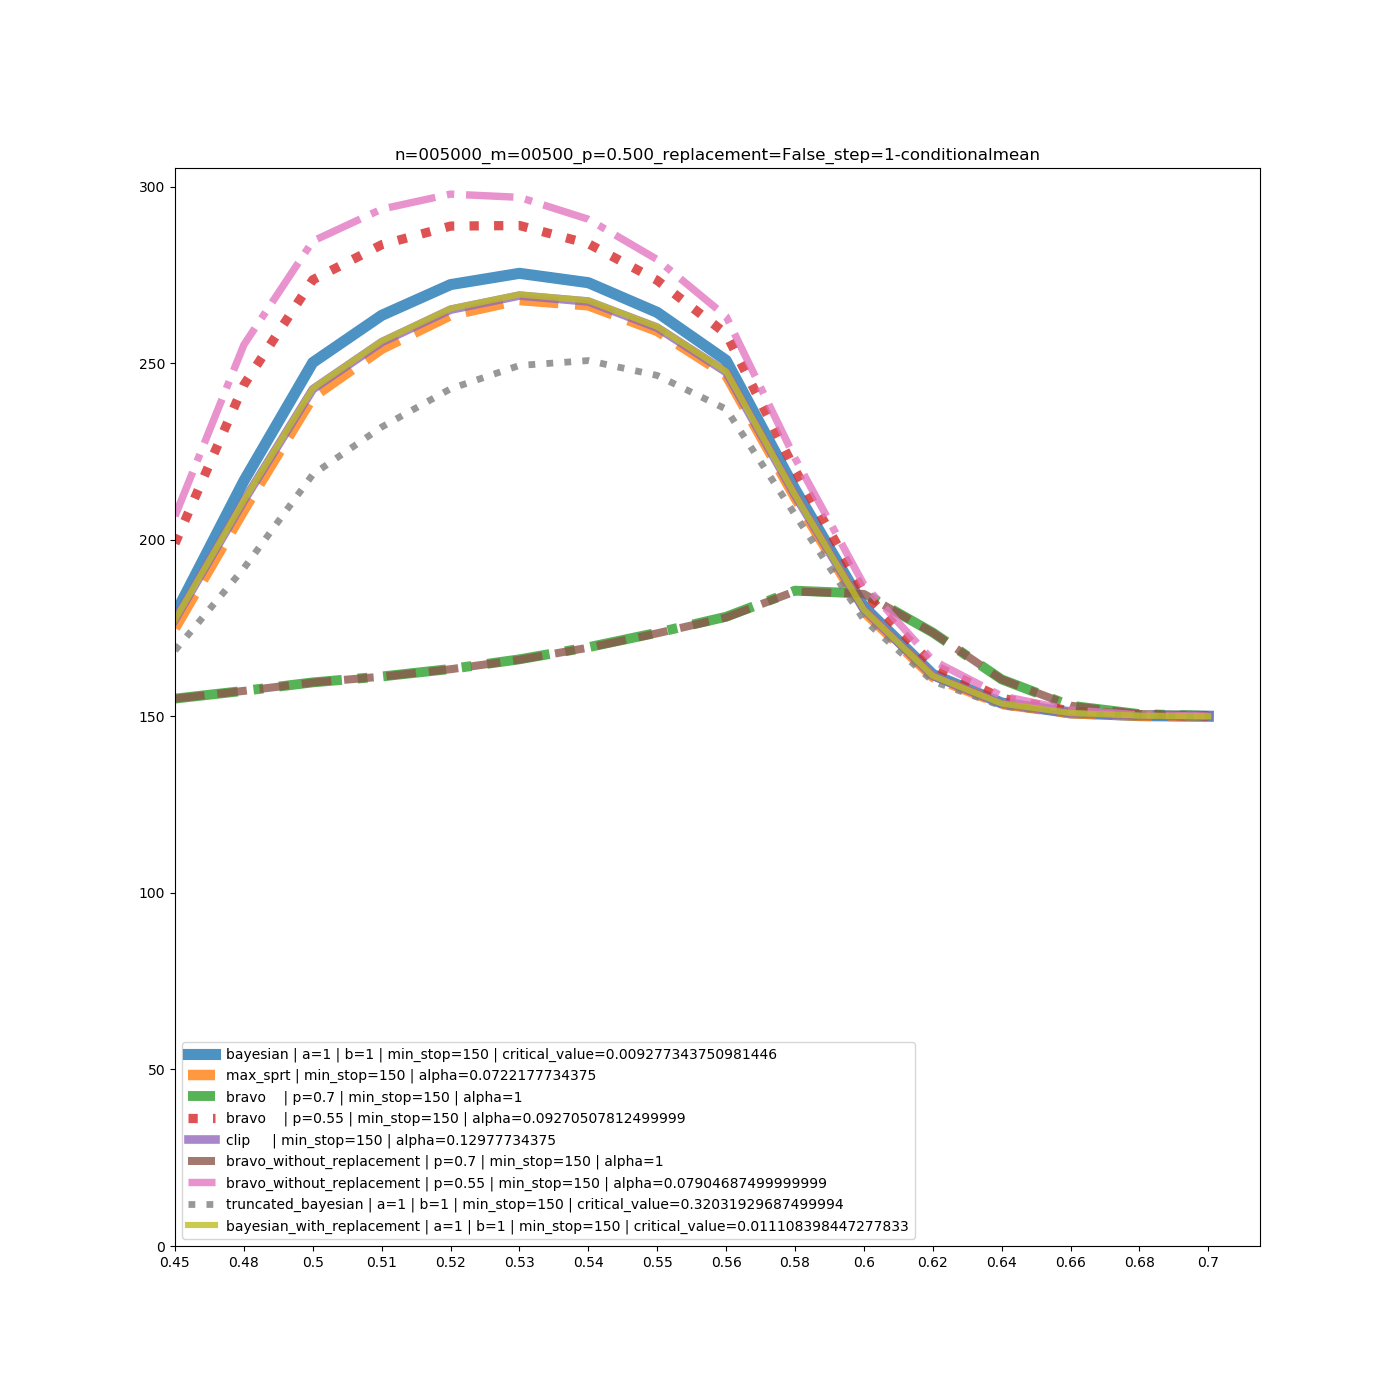 n=005000_m=00500_p=0.500_replacement=False_step=1-conditionalmean
300
250
200
150
100
50
0
bayesian | a=1 | b=1 | min_stop=150 | critical_value=0.009277343750981446
max_sprt | min_stop=150 | alpha=0.0722177734375
bravo    | p=0.7 | min_stop=150 | alpha=1
bravo    | p=0.55 | min_stop=150 | alpha=0.09270507812499999
clip     | min_stop=150 | alpha=0.12977734375
bravo_without_replacement | p=0.7 | min_stop=150 | alpha=1
bravo_without_replacement | p=0.55 | min_stop=150 | alpha=0.07904687499999999
truncated_bayesian | a=1 | b=1 | min_stop=150 | critical_value=0.32031929687499994
bayesian_with_replacement | a=1 | b=1 | min_stop=150 | critical_value=0.011108398447277833
0.45 0.48 0.5 0.51 0.52 0.53 0.54 0.55 0.56 0.58 0.6 0.62 0.64 0.66 0.68 0.7